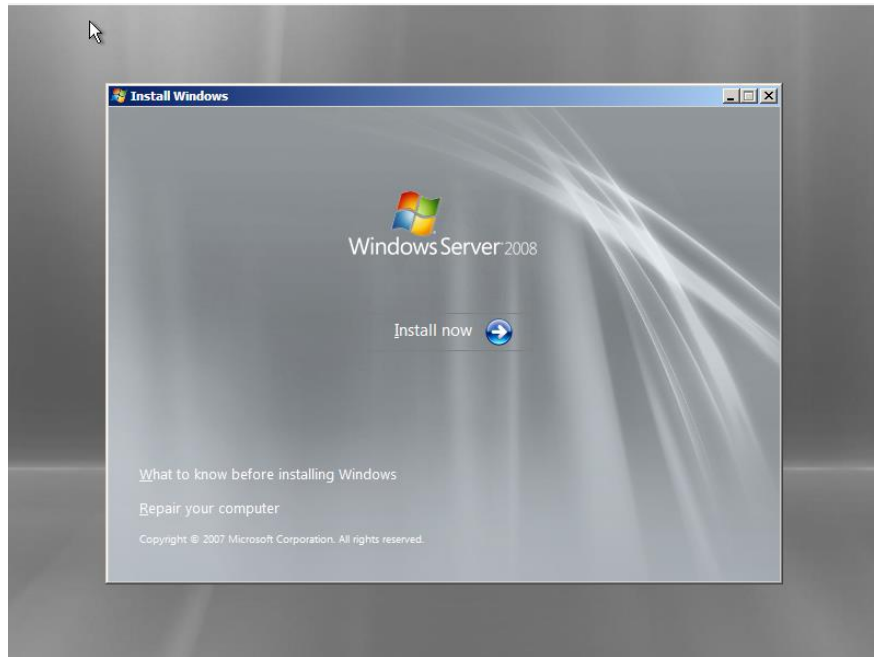 Install Windows
Windows Server 2008
Install now
What to know before installing Windows
Repair your computer
Copyright © 2007 Microsoft Corporation. All rights reserved.